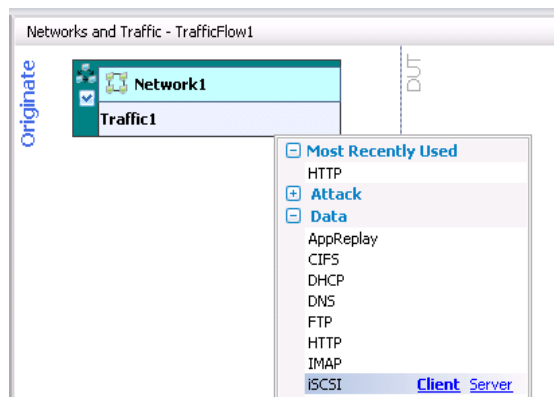 Networks and Traffic - TrafficFlow1
Originate
Network1
Traffic1
DUT
Most Recently Used
HTTP
Attack
Data
AppReplay
CIFS
DHCP
DNS
FTP
HTTP
IMAP
iSCSI Client Server